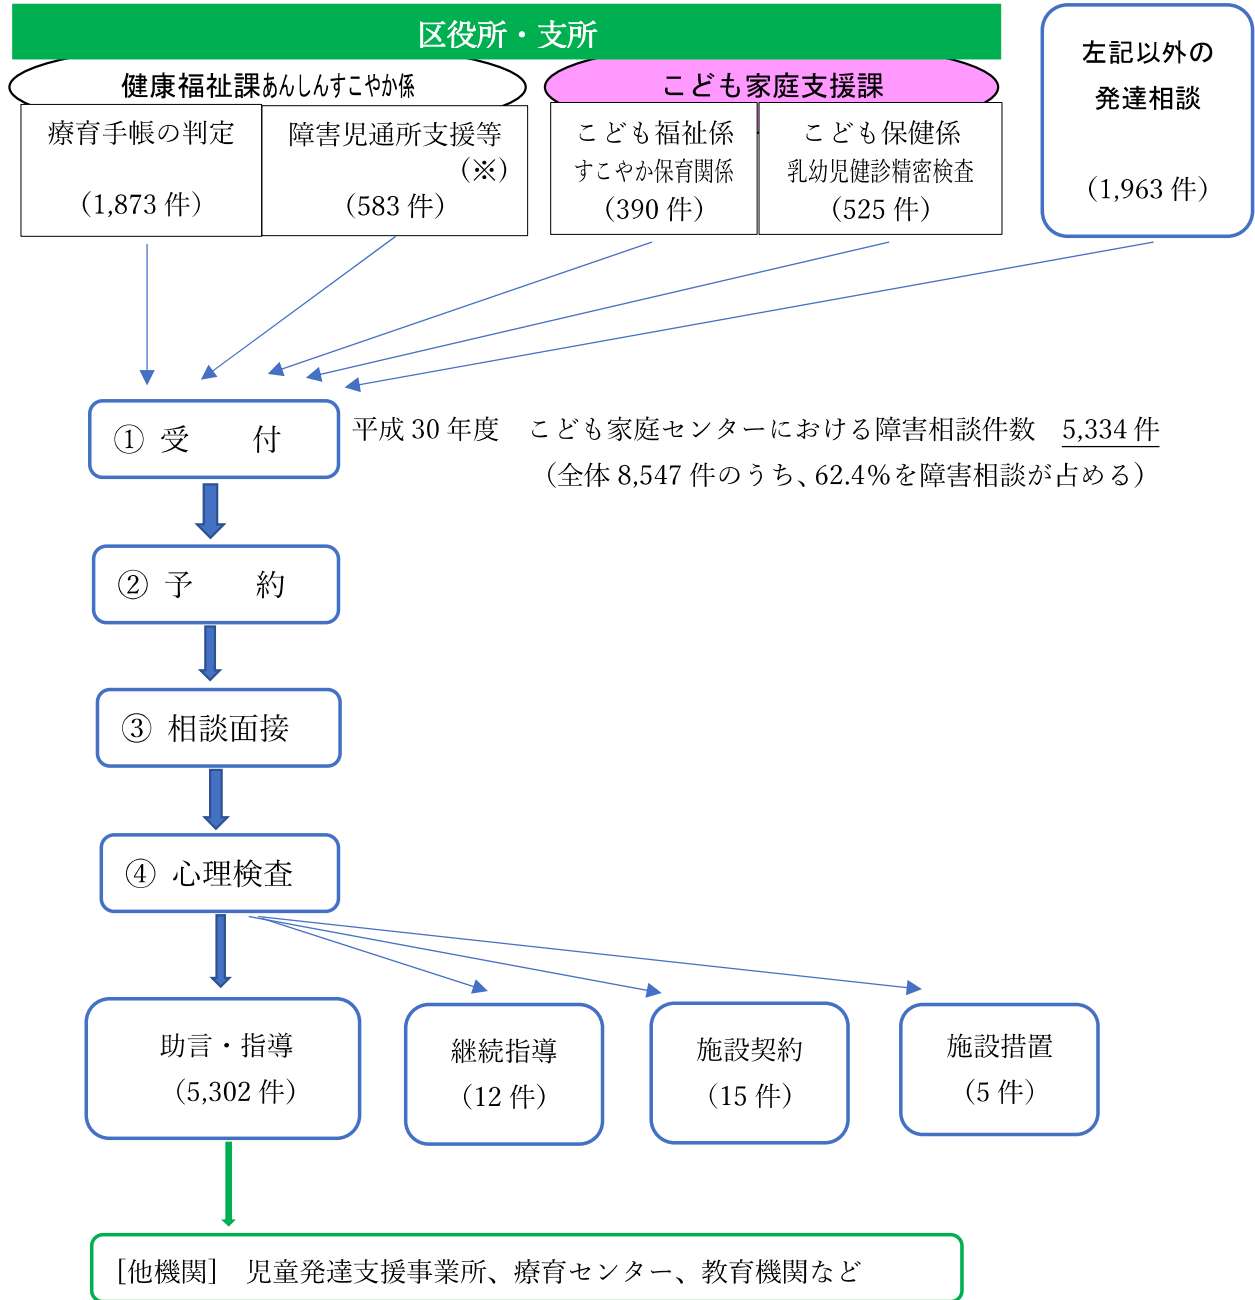 区役所・支所
健康福祉課あんしんすこやか係
こども家庭支援課
左記以外の
発達相談
（1,963 件）
療育手帳の判定
（1,873 件）
障害児通所支援等
（※）
（583 件）
こども福祉係
すこやか保育関係
（390 件）
こども保健係
乳幼児健診精密検査
（525 件）
① 受　　付
平成 30 年度　こども家庭センターにおける障害相談件数　5,334 件
（全体 8,547 件のうち、62.4％を障害相談が占める）
② 予　　約
③ 相談面接
④ 心理検査
助言・指導
（5,302 件）
継続指導
（12 件）
施設契約
（15 件）
施設措置
（5 件）
［他機関］　児童発達支援事業所、療育センター、教育機関など